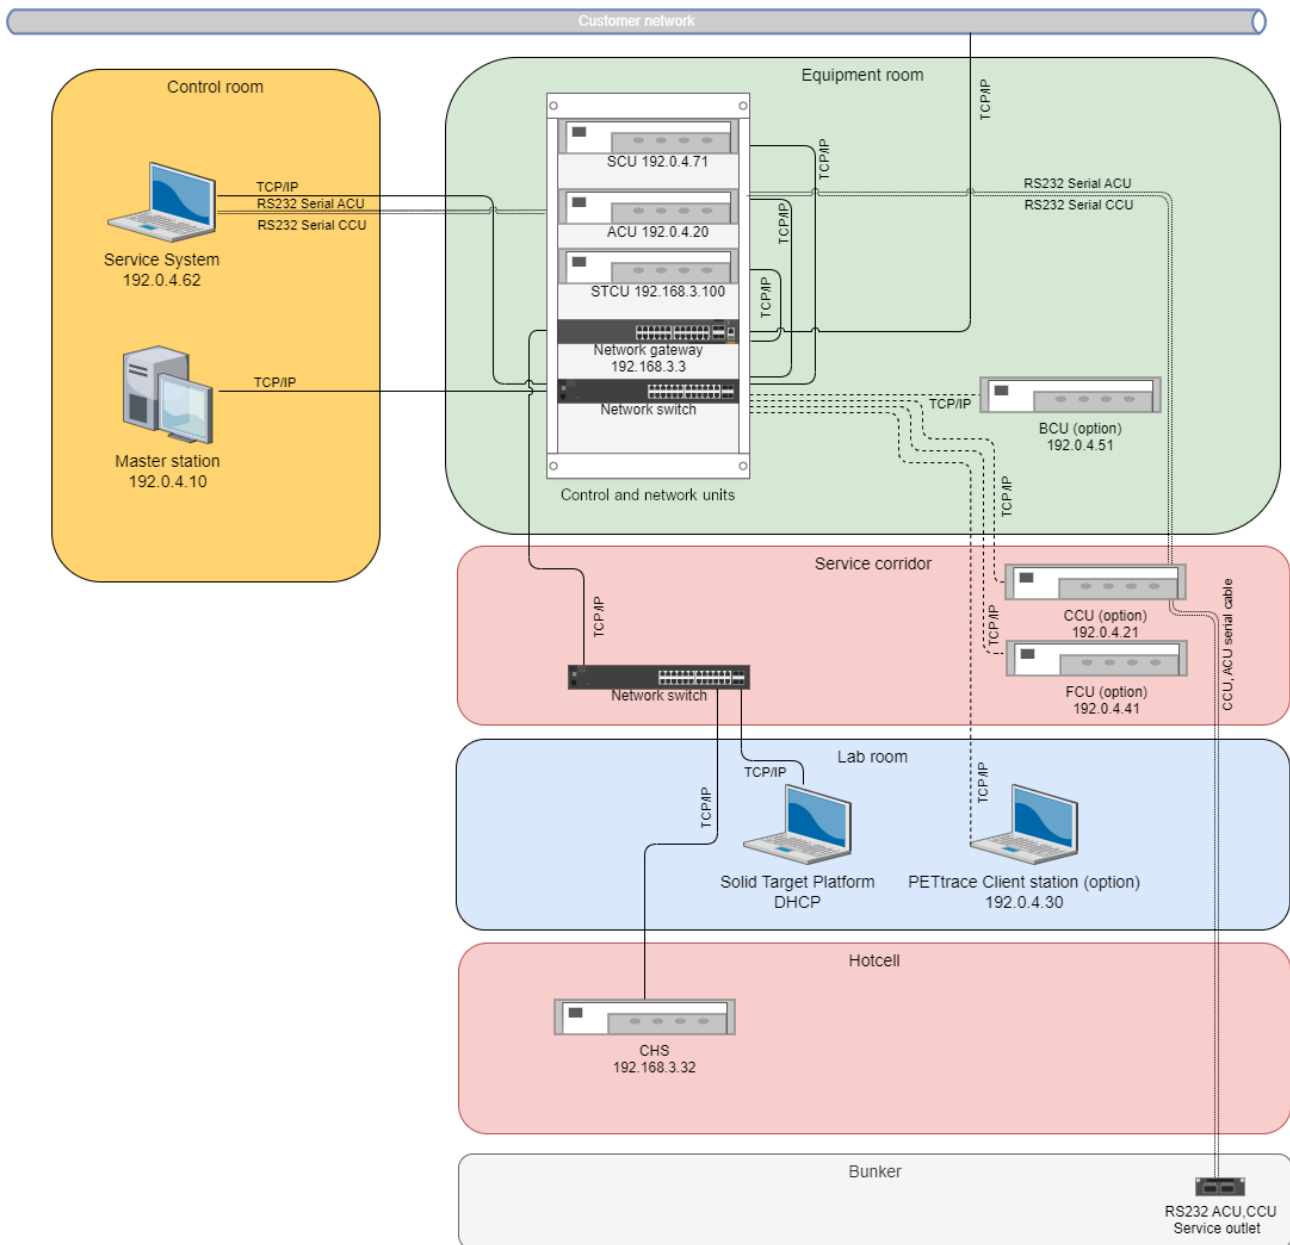 Customer network
Control room
Equipment room
TCP/IP
SCU 192.0.4.71
TCP/IP
TCP/IP
RS232 Serial ACU
RS232 Serial CCU
RS232 Serial ACU
RS232 Serial CCU
ACU 192.0.4.20
TCP/IP
Service System
192.0.4.62
STCU 192.168.3.100
TCP/IP
Network gateway
192.168.3.3
TCP/IP
Network switch
TCP/IP
BCU (option)
192.0.4.51
Master station
192.0.4.10
Control and network units
TCP/IP
Service corridor
TCP/IP
CCU (option)
192.0.4.21
TCP/IP
CCU, ACU serial cable
FCU (option)
192.0.4.41
Network switch
Lab room
TCP/IP
TCP/IP
TCP/IP
Solid Target Platform
DHCP
PETtrace Client station (option)
192.0.4.30
Hotcell
CHS
192.168.3.32
Bunker
RS232 ACU,CCU
Service outlet